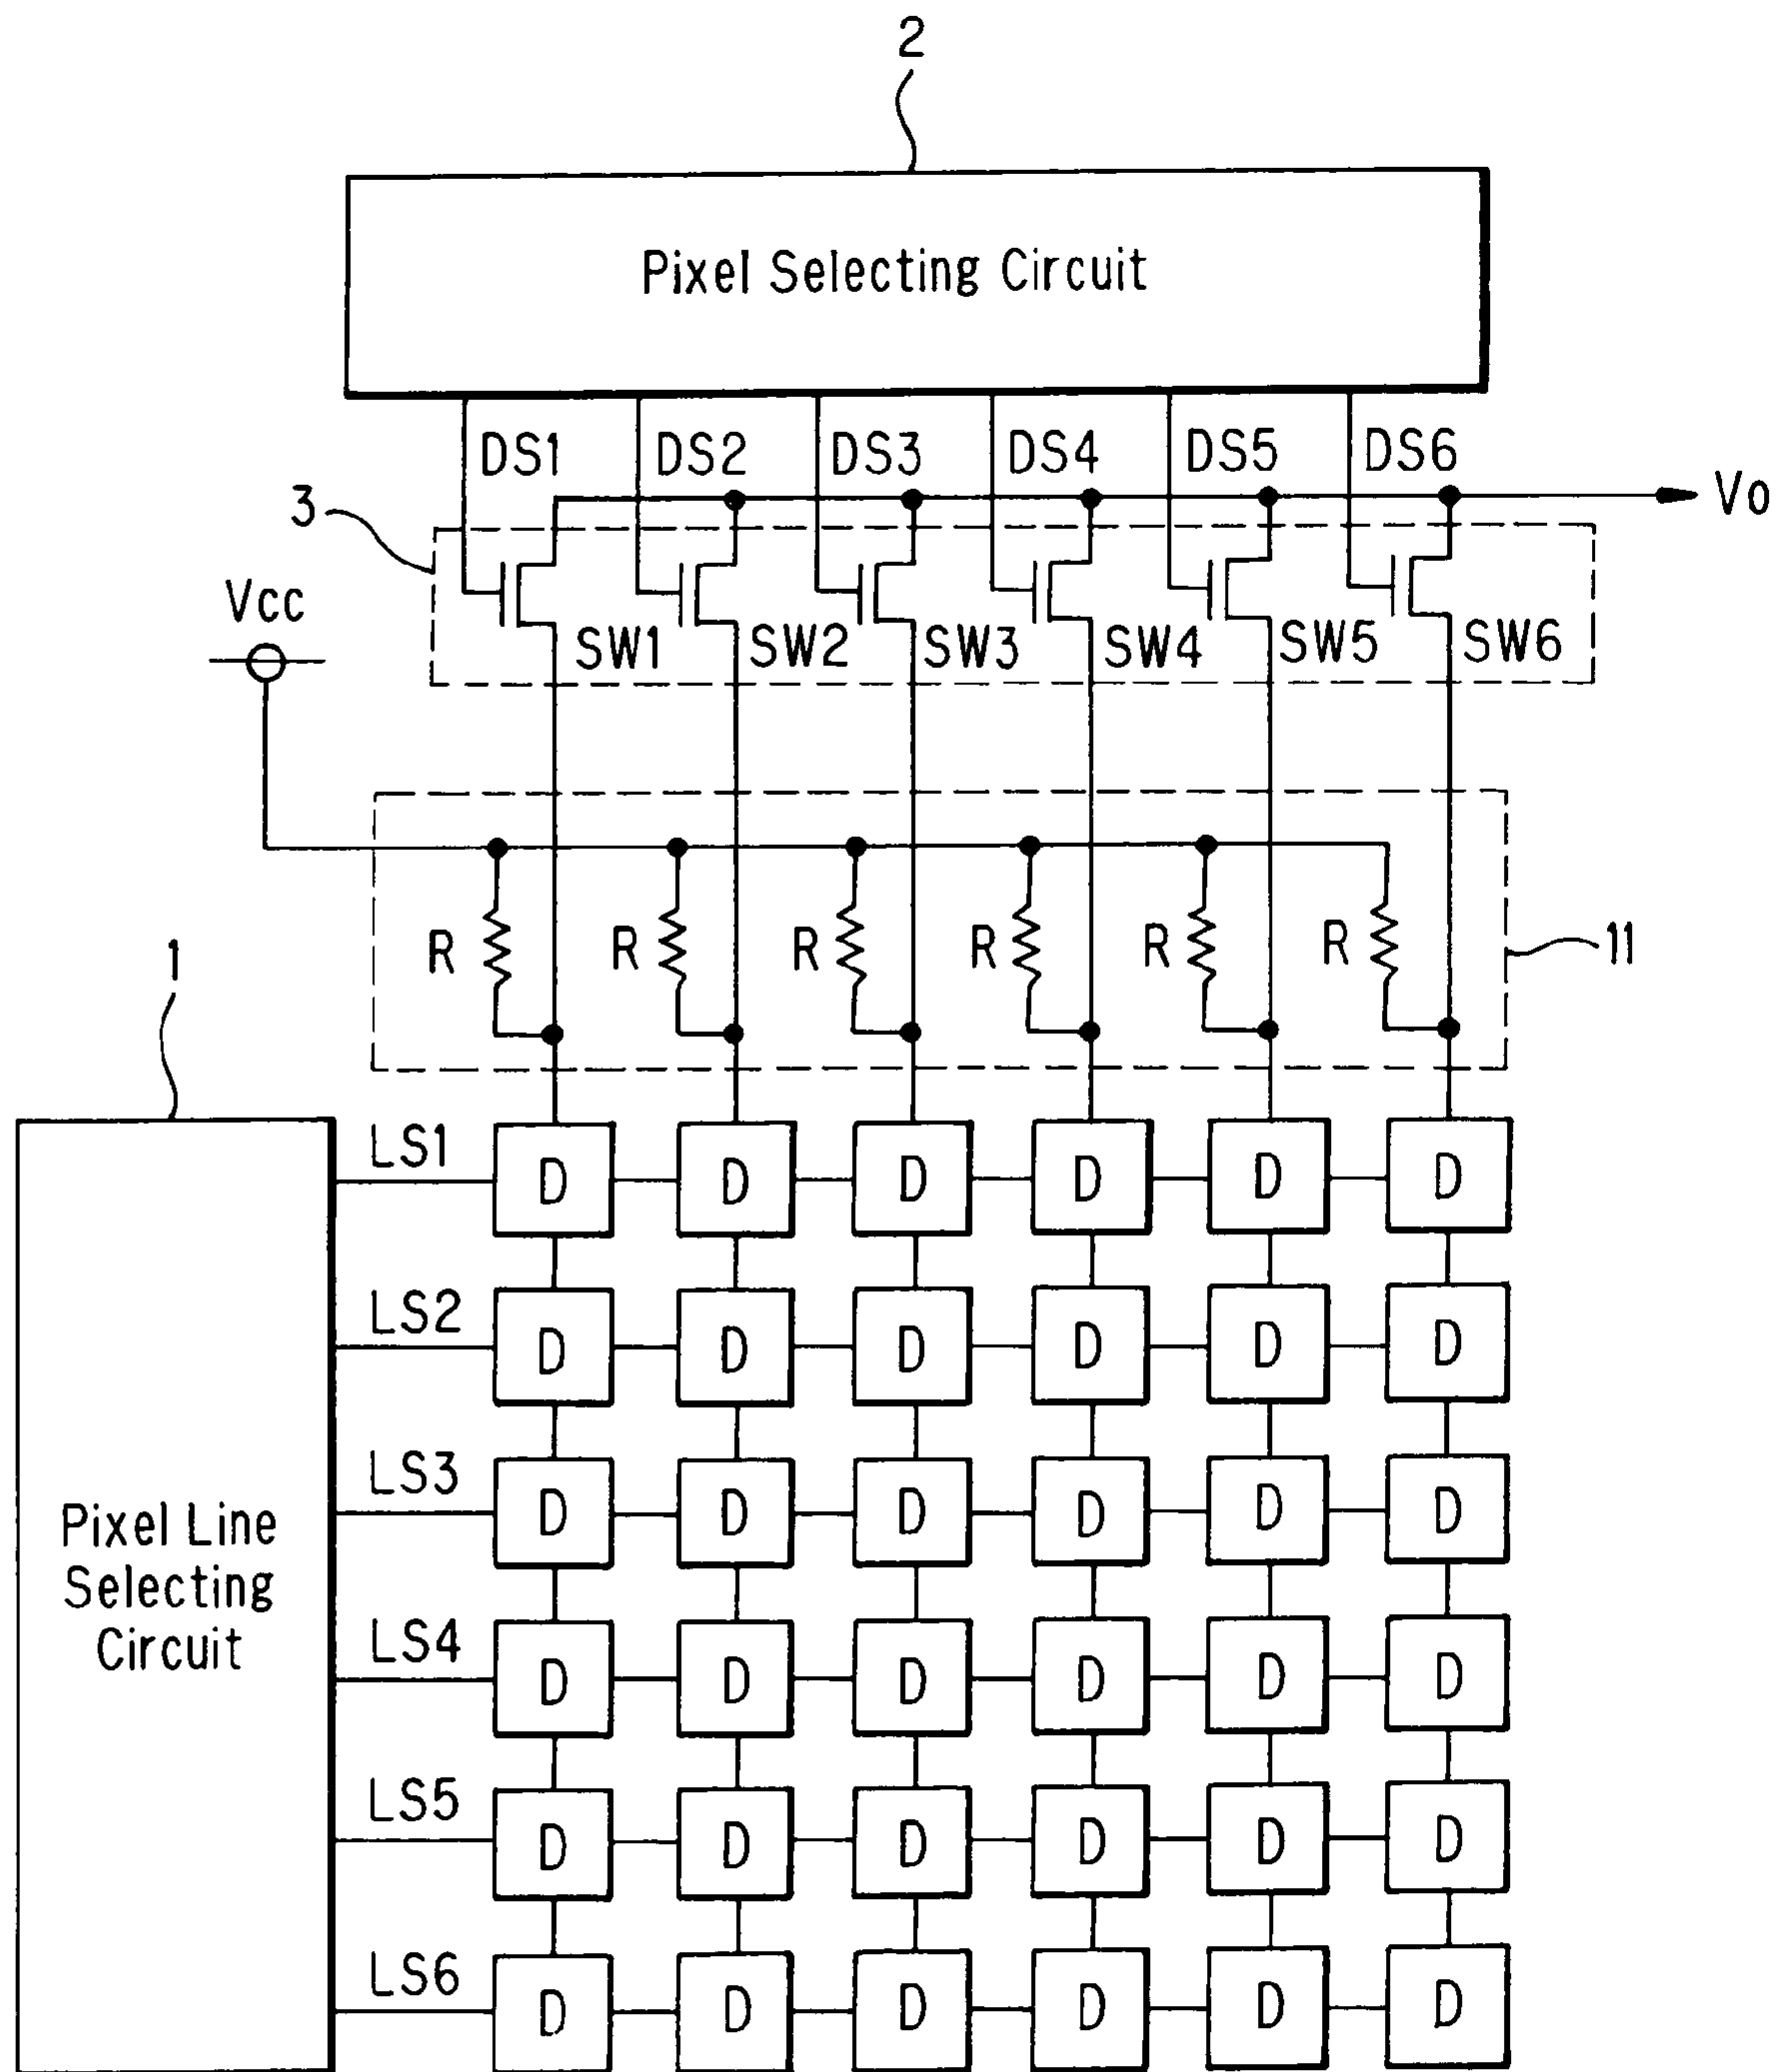 2
Pixel Selecting Circuit
DS1 DS2 DS3 DS4 DS5 DS6
3
Vo
Vcc
SW1 SW2 SW3 SW4 SW5 SW6
R R R R R R
11
1
LS1
D D D D D D
LS2
D D D D D D
LS3
D D D D D D
Pixel Line
Selecting
Circuit
LS4
D D D D D D
LS5
D D D D D D
LS6
D D D D D D